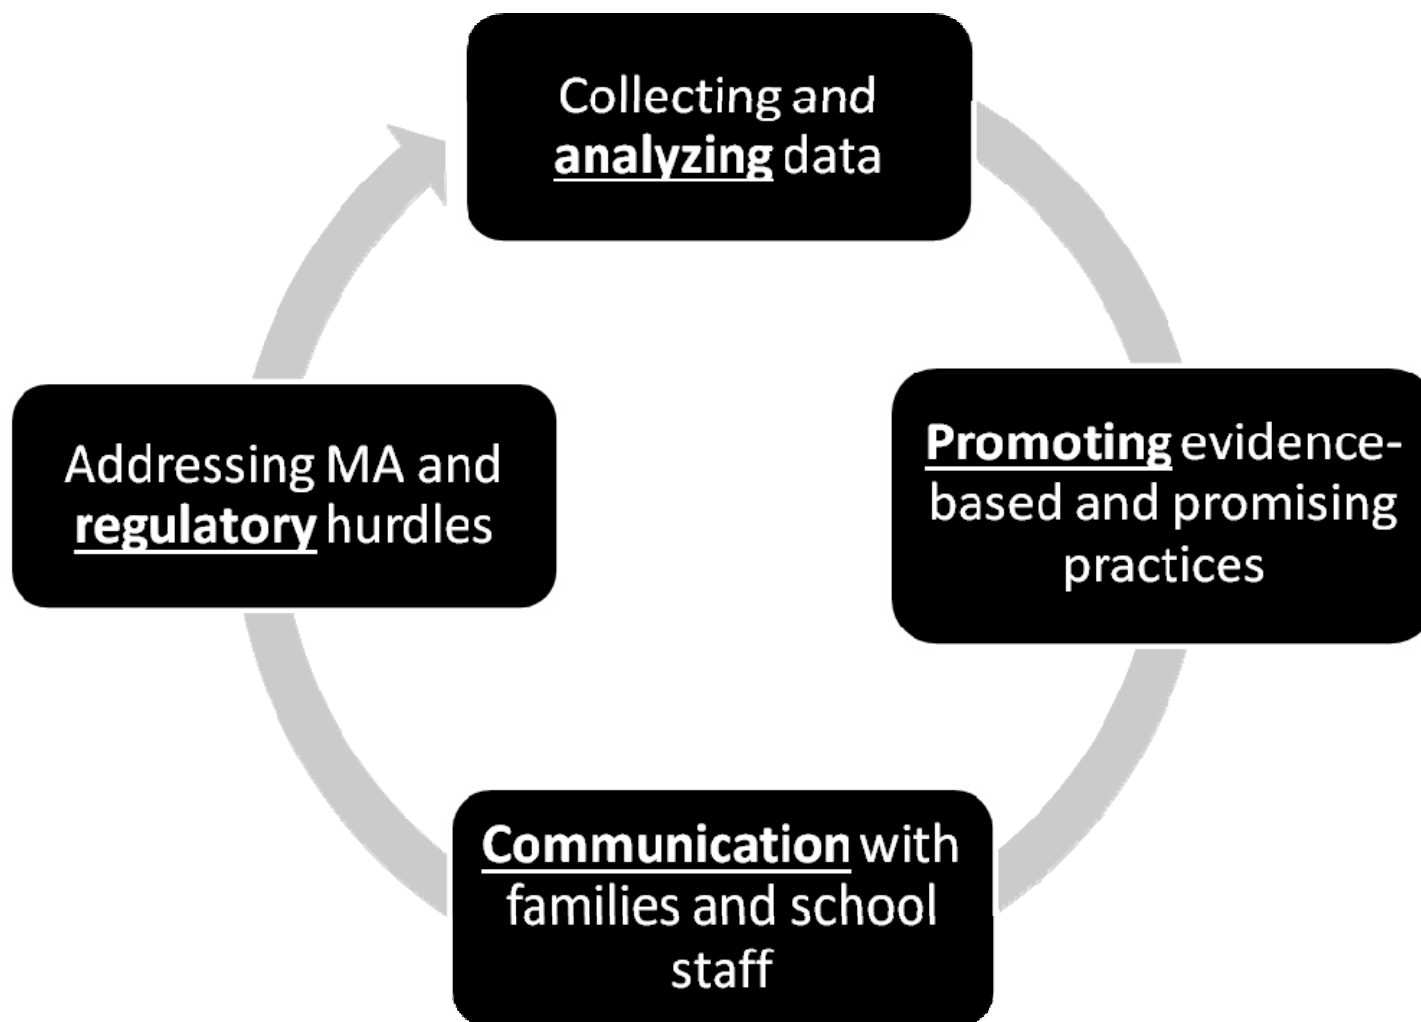 Collecting and
analyzing data
Promoting evidence-
based and promising
practices
Communication with
families and school
staff
Addressing MA and
regulatory hurdles